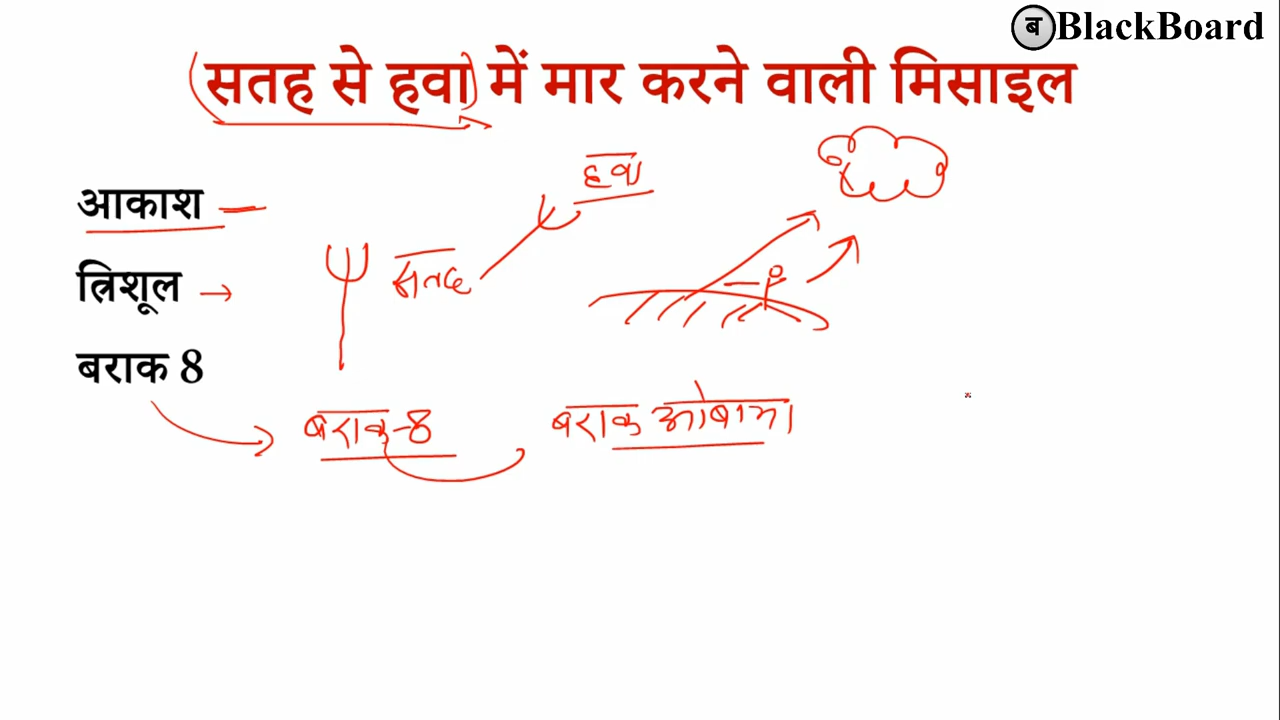 ब BlackBoard
सतह से हवा में मार करने वाली मिसाइल
हवा
आकाश
सतह
त्रिशूल
बराक 8
बराक-8
बराक ओबामा